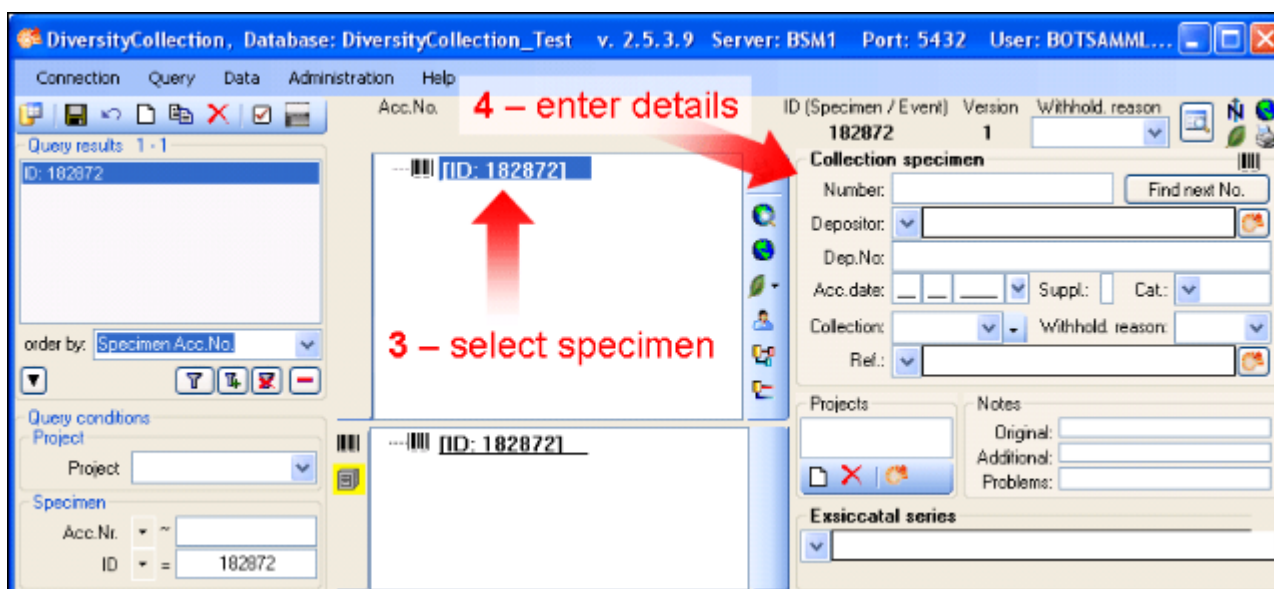 DiversityCollection, Database: DiversityCollection_Test v. 2.5.3.9 Server: BSM1 Port: 5432 User: BOTSAMML...
Connection Query Data Administration Help
Acc.No.
4 – enter details
ID (Specimen / Event) Version Withhold. reason
182872 1
Query results 1 - 1
ID: 182872
[ID: 182872]
3 – select specimen
order by: Specimen Acc.No.
Query conditions
Project
Project
Specimen
Acc.Nr. ~
ID = 182872
[ID: 182872]
Collection specimen
Number: Find next No.
Depositor:
Dep.No:
Acc.date: __ __ ____ Suppl.: Cat.:
Collection: Withhold. reason:
Ref.:
Projects
Notes
Original:
Additional:
Problems:
Exsiccatal series